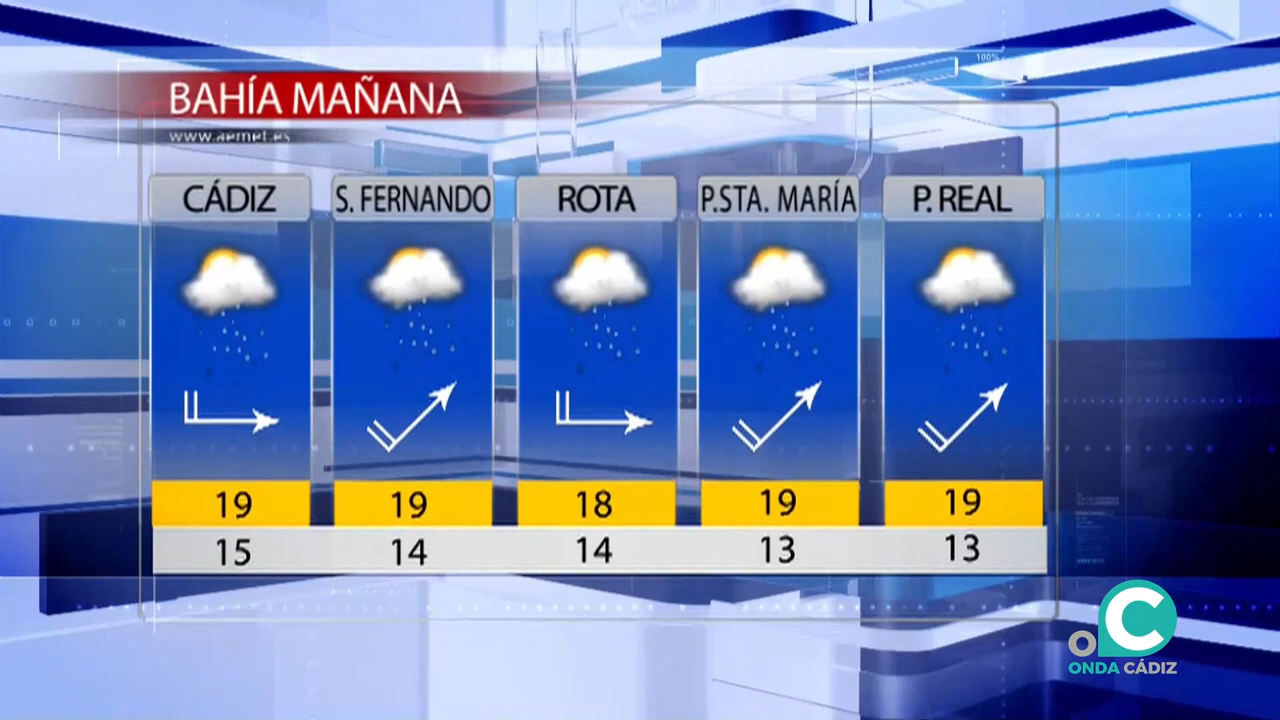 100%
BAHÍA MAÑANA
www.aemet.es
CÁDIZ S. FERNANDO ROTA P.STA. MARÍA P. REAL
19 19 18 19 19
15 14 14 13 13
ONDA CÁDIZ